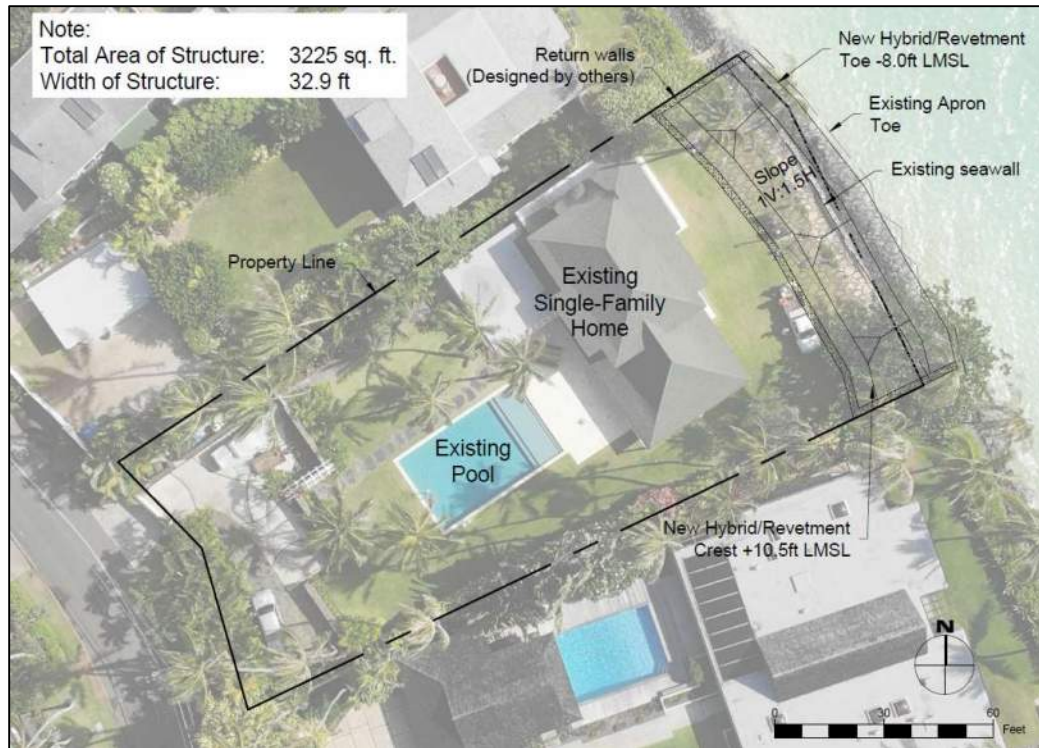 Note:
Total Area of Structure: 3225 sq. ft.
Width of Structure: 32.9 ft
Return walls
(Designed by others)
New Hybrid/Revetment
Toe -8.0ft LMSL
Existing Apron
Toe
Existing seawall
Slope
1V:1.5H
Property Line
Existing
Single-Family
Home
Existing
Pool
New Hybrid/Revetment
Crest +10.5ft LMSL
N
0 30 60
Feet